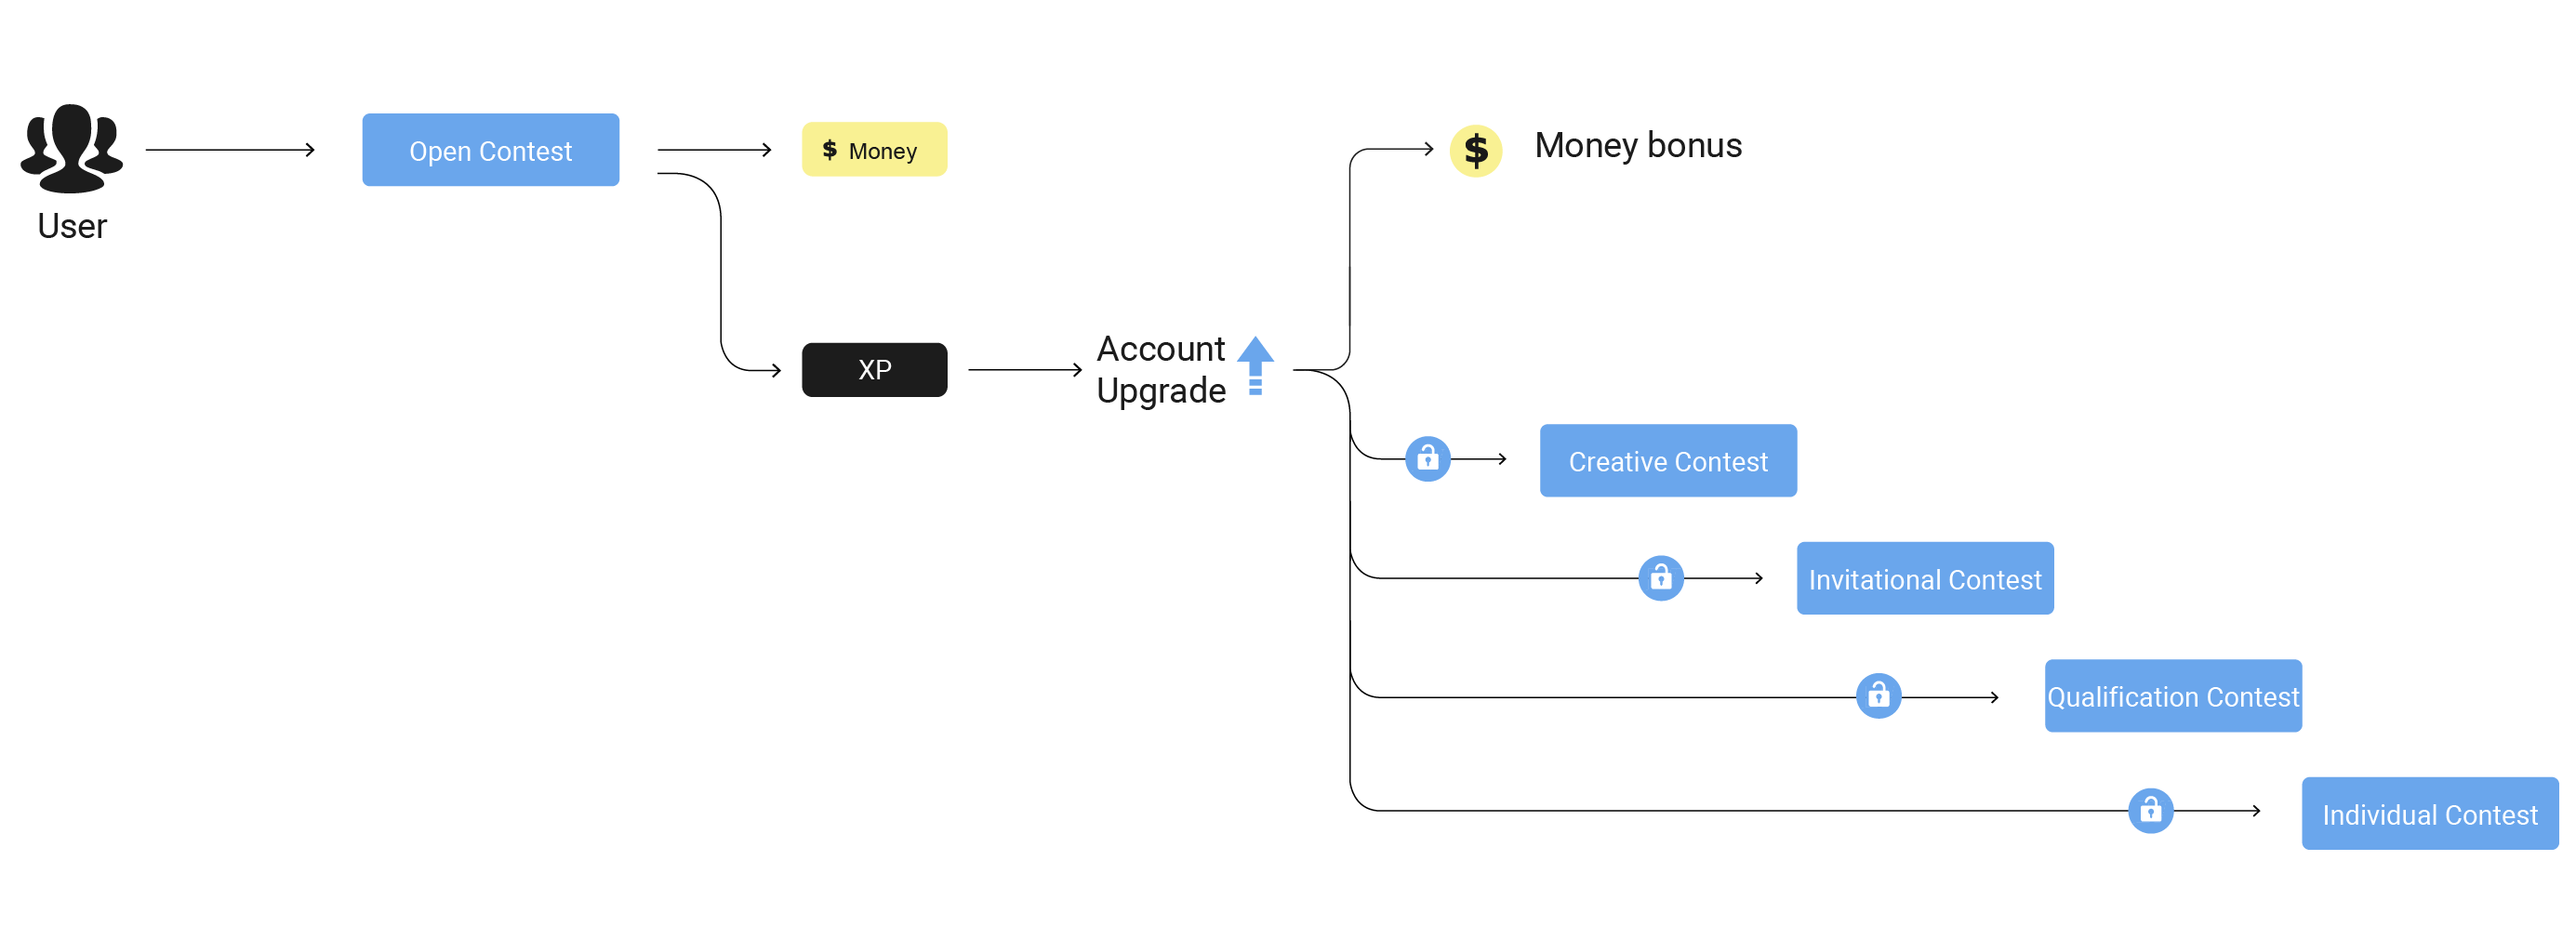 User
Open Contest
$ Money
XP
Account
Upgrade
$ Money bonus
Creative Contest
Invitational Contest
Qualification Contest
Individual Contest